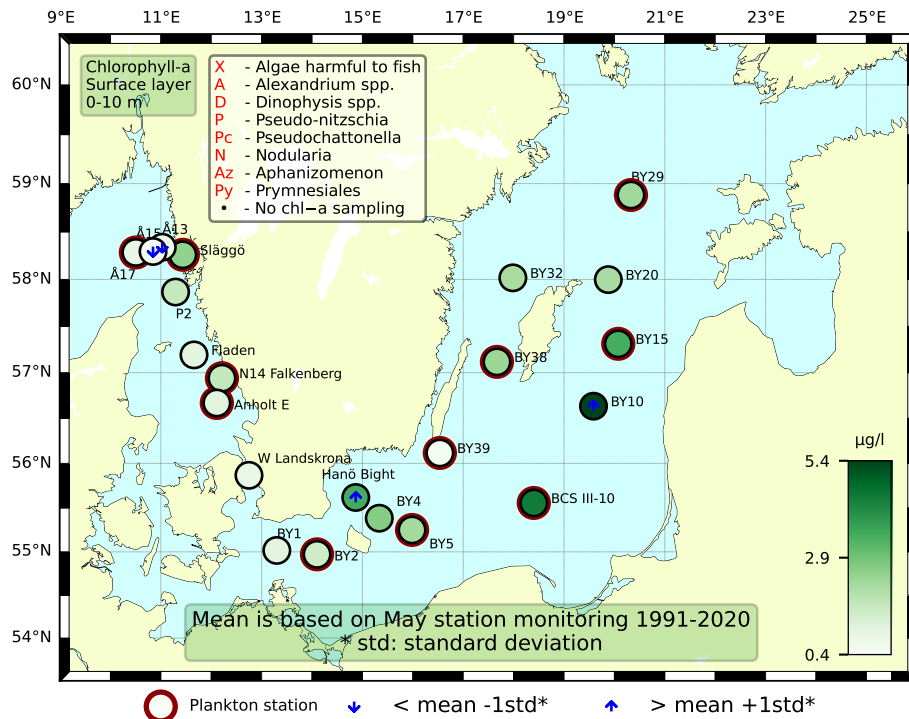 9°E 11°E 13°E 15°E 17°E 19°E 21°E 23°E 25°E
60°N
59°N
58°N
57°N
56°N
55°N
54°N
Chlorophyll-a
Surface layer
0-10 m
X - Algae harmful to fish
A - Alexandrium spp.
D - Dinophysis spp.
P - Pseudo-nitzschia
Pc - Pseudochattonella
N - Nodularia
Az - Aphanizomenon
Py - Prymnesiales
• - No chl−a sampling
BY29
Å15
Å13
Släggö
Å17
BY32
BY20
P2
BY15
Fladen
BY38
N14 Falkenberg
Anholt E
BY10
BY39
W Landskrona
Hanö Bight
BY4
BCS III-10
BY5
BY1
BY2
µg/l
5.4
2.9
0.4
Mean is based on May station monitoring 1991-2020
* std: standard deviation
Plankton station
< mean -1std*
> mean +1std*